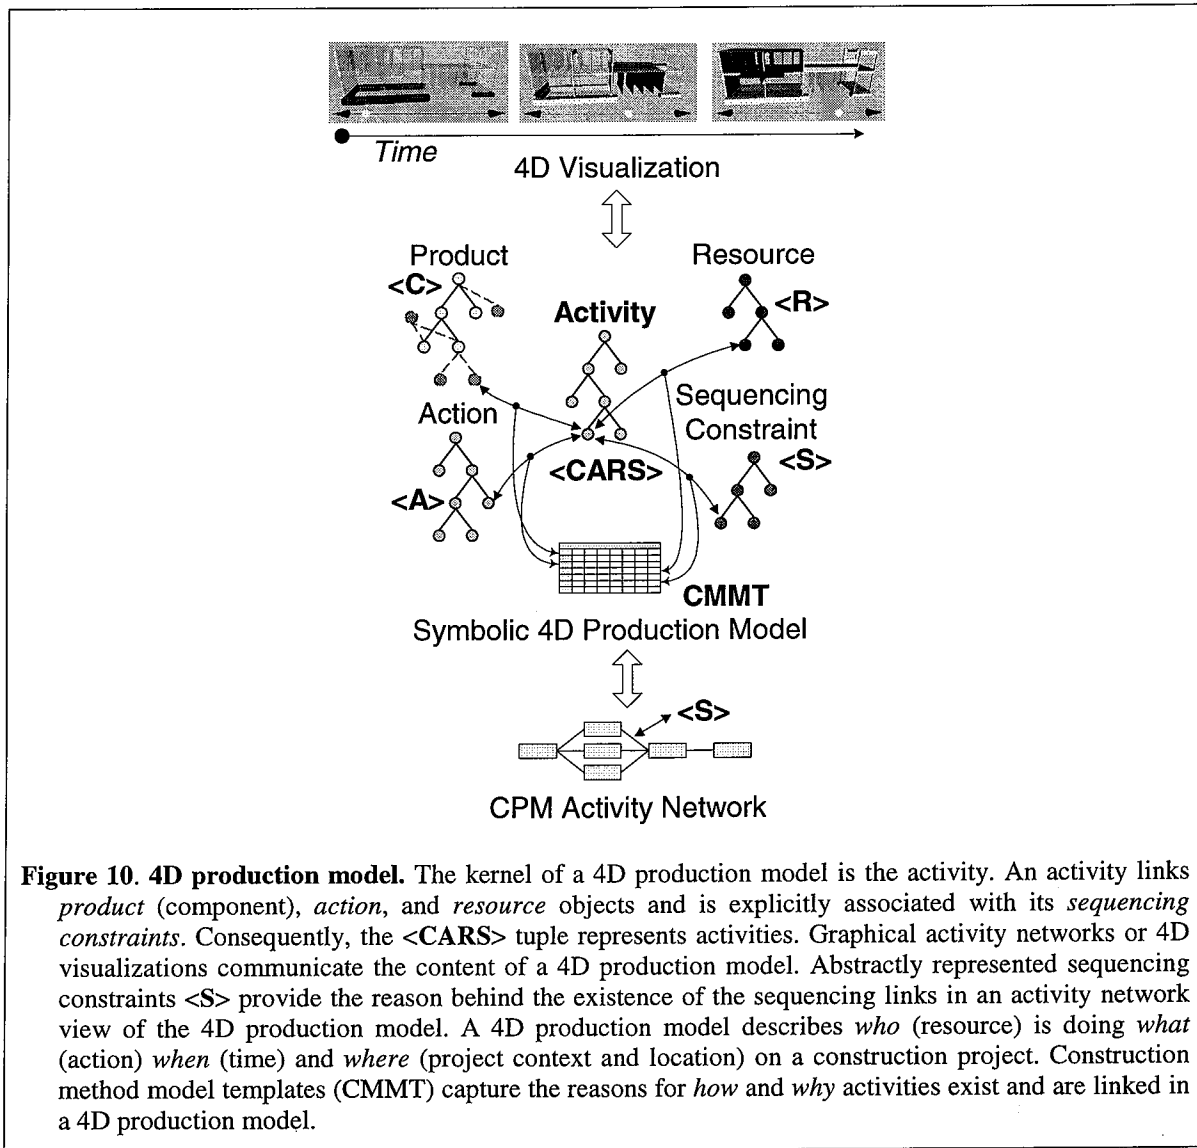 Time
4D Visualization
Product
Resource
<C>
<R>
Activity
Action
Sequencing
Constraint
<A>
<CARS>
<S>
CMMT
Symbolic 4D Production Model
<S>
CPM Activity Network
Figure 10. 4D production model. The kernel of a 4D production model is the activity. An activity links
product (component), action, and resource objects and is explicitly associated with its sequencing
constraints. Consequently, the <CARS> tuple represents activities. Graphical activity networks or 4D
visualizations communicate the content of a 4D production model. Abstractly represented sequencing
constraints <S> provide the reason behind the existence of the sequencing links in an activity network
view of the 4D production model. A 4D production model describes who (resource) is doing what
(action) when (time) and where (project context and location) on a construction project. Construction
method model templates (CMMT) capture the reasons for how and why activities exist and are linked in
a 4D production model.